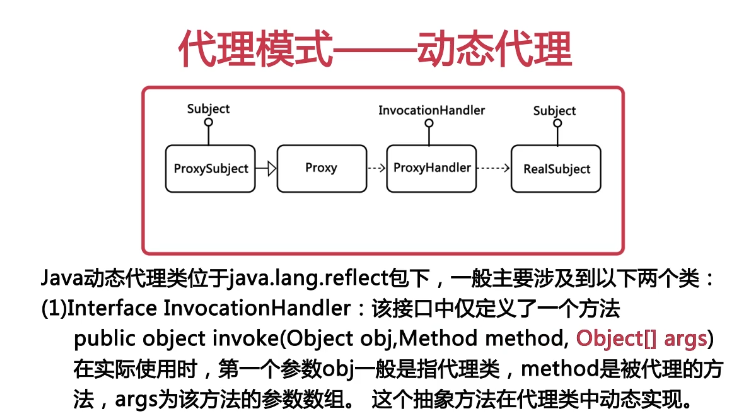 代理模式——动态代理
Subject
InvocationHandler
Subject
ProxySubject
Proxy
ProxyHandler
RealSubject
Java动态代理类位于java.lang.reflect包下，一般主要涉及到以下两个类：
(1)Interface InvocationHandler：该接口中仅定义了一个方法
public object invoke(Object obj,Method method, Object[] args)
在实际使用时，第一个参数obj一般是指代理类，method是被代理的方
法，args为该方法的参数数组。 这个抽象方法在代理类中动态实现。